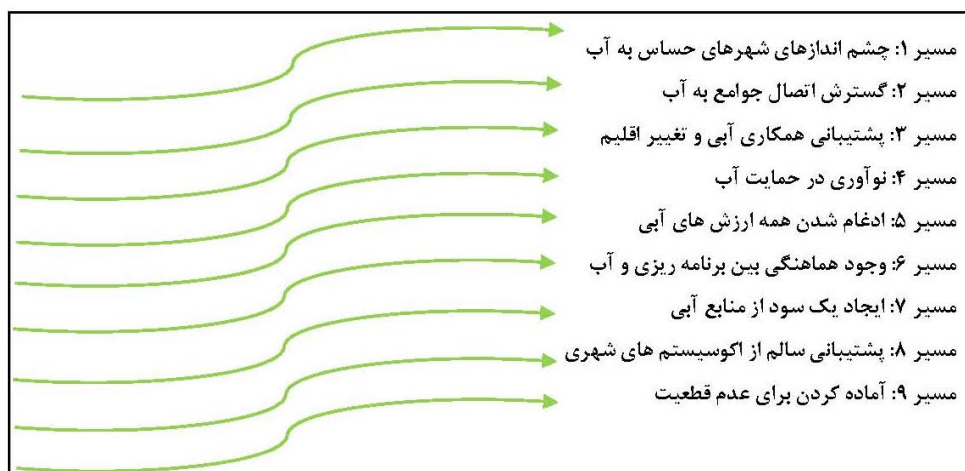 مسیر ۱: چشم اندازهای شهرهای حساس به آب
مسیر ۲: گسترش اتصال جوامع به آب
مسیر ۳: پشتیبانی همکاری آبی و تغییر اقلیم
مسیر ۴: نوآوری در حمایت آب
مسیر ۵: ادغام شدن همه ارزش های آبی
مسیر ۶: وجود هماهنگی بین برنامه ریزی و آب
مسیر ۷: ایجاد یک سود از منابع آبی
مسیر ۸: پشتیبانی سالم از اکوسیستم های شهری
مسیر ۹: آماده کردن برای عدم قطعیت